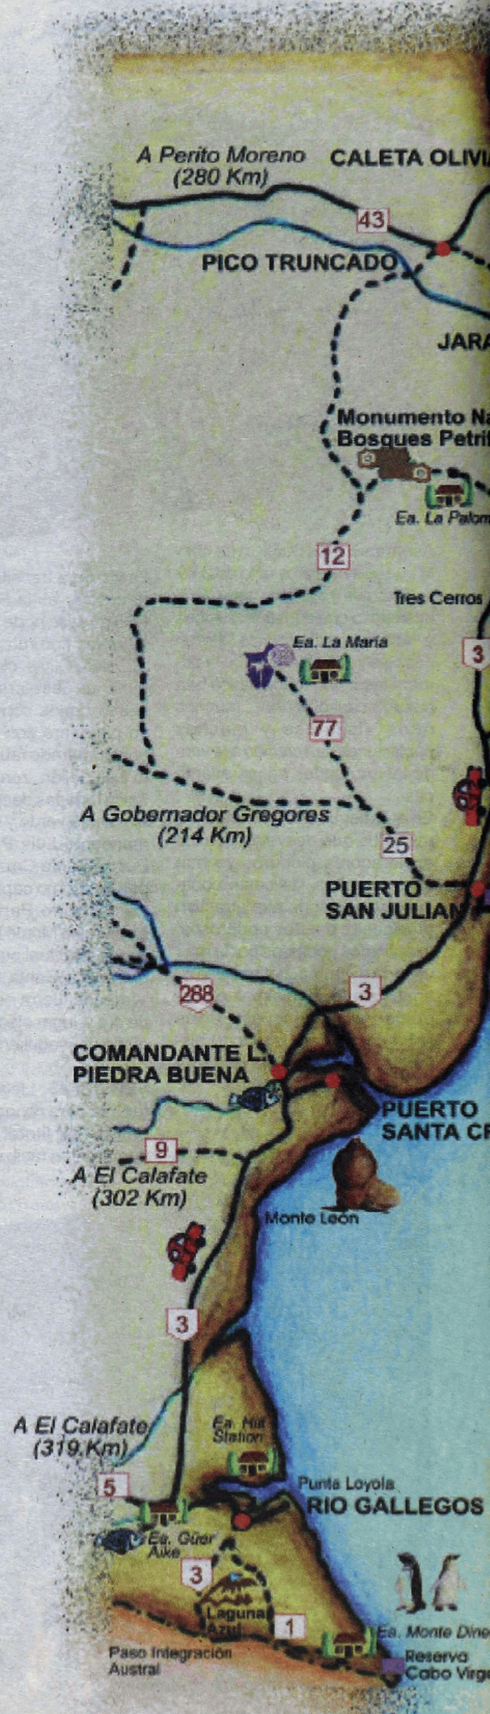 A Perito Moreno
(280 Km)
CALETA OLIVI
43
PICO TRUNCADO
JARA
Monumento Na
Bosques Petrif
Ea. La Palom
12
Tres Cerros
3
Ea. La María
77
A Gobernador Gregores
(214 Km)
25
PUERTO
SAN JULIAN
288
3
COMANDANTE L.
PIEDRA BUENA
PUERTO
SANTA CR
9
A El Calafate
(302 Km)
Monte León
3
A El Calafate
(319 Km)
Ea. Hill
Station
5
Punta Loyola
RIO GALLEGOS
Ea. Güer
Aike
3
Laguna
Azul
1
Ea. Monte Dine
Paso Integración
Austral
Reserva
Cabo Virge